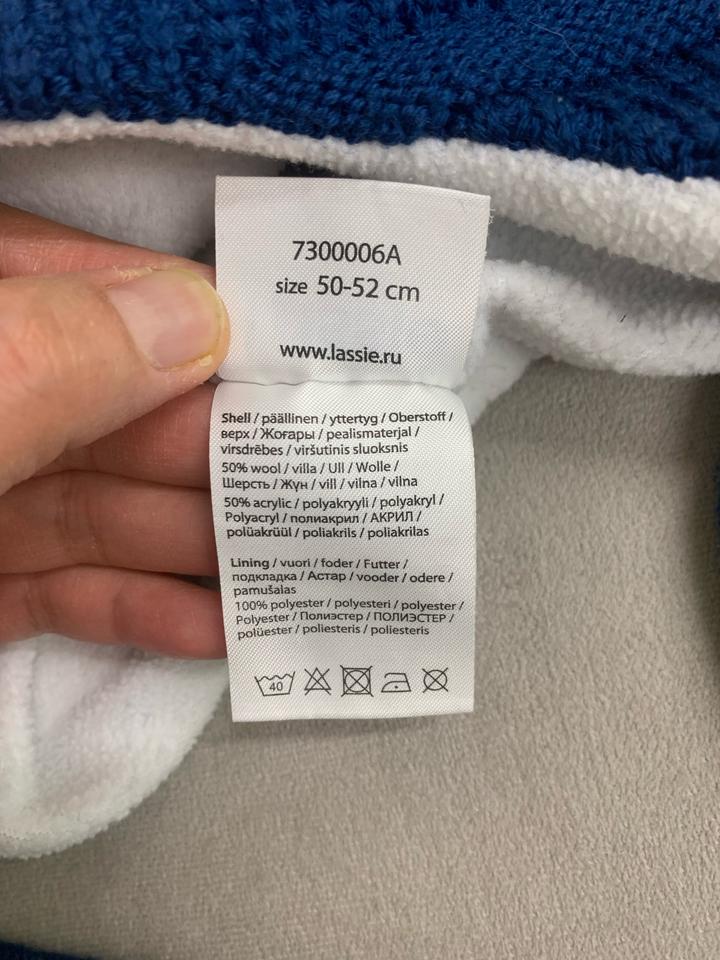 7300006A
size 50-52 cm
www.lassie.ru
Shell / päällinen / yttertyg / Oberstoff /
верх / Жоғары / pealismaterjal /
virsdrēbes / viršutinis sluoksnis
50% wool / villa / Ull / Wolle /
Шерсть / Жүн / vill / vilna / vilna
50% acrylic / polyakryyli / polyakryl /
Polyacryl / полиакрил / АКРИЛ /
polüakrüül / poliakrils / poliakrilas
Lining / vuori / foder / Futter /
подкладка / Астар / vooder / odere /
pamušalas
100% polyester / polyesteri / polyester /
Polyester / Полиэстер / ПОЛИЭСТЕР /
polüester / poliesteris / poliesteris
40